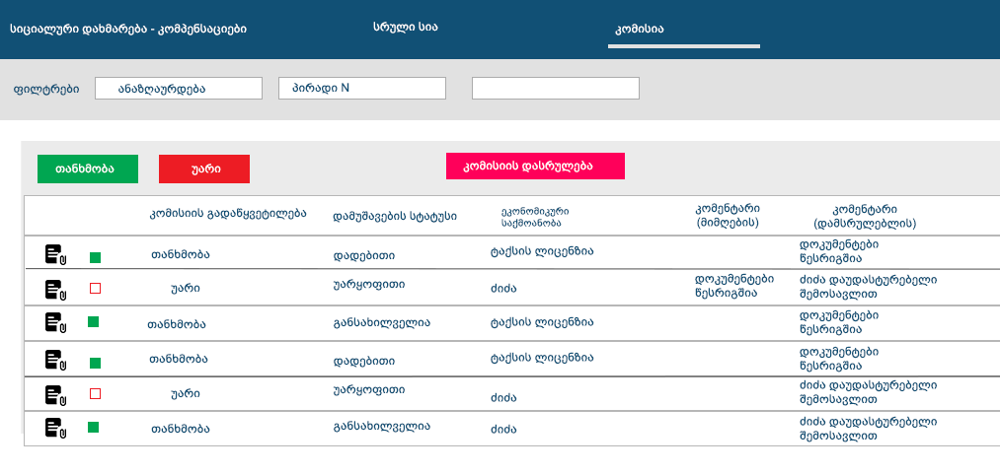 სიციალური დახმარება - კომპენსაციები
სრული სია
კომისია
ფილტრები
ანაზღაურდება
პირადი N
თანხმობა
უარი
კომისიის დასრულება
კომისიის გადაწყვეტილება
დამუშავების სტატუსი
ეკონომიკური
საქმოანობა
კომენტარი
(მიმღების)
კომენტარი
(დამსრულებლის)
თანხმობა
დადებითი
ტაქსის ლიცენზია
დოკუმენტები
წესრიგშია
უარი
უარყოფითი
ძიძა
დოკუმენტები
წესრიგშია
ძიძა დაუდასტურებელი
შემოსავლით
თანხმობა
განსახილველია
ტაქსის ლიცენზია
დოკუმენტები
წესრიგშია
თანხმობა
დადებითი
ტაქსის ლიცენზია
დოკუმენტები
წესრიგშია
უარი
უარყოფითი
ძიძა
ძიძა დაუდასტურებელი
შემოსავლით
თანხმობა
განსახილველია
ძიძა
ძიძა დაუდასტურებელი
შემოსავლით